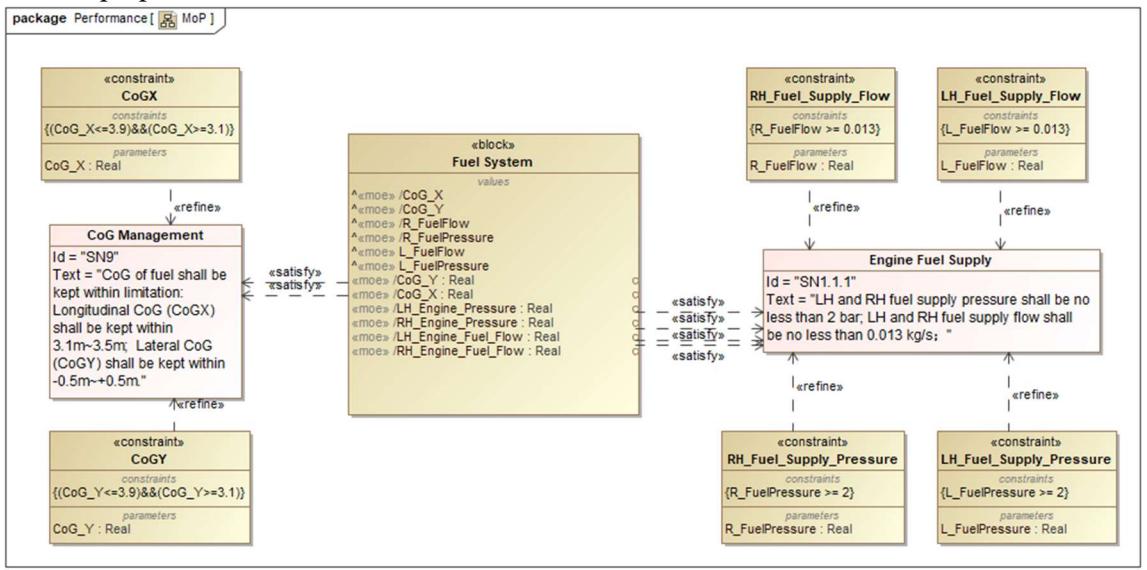 package Performance [ MoP ]
«constraint»
CoGX
constraints
{(CoG_X<=3.9)&&(CoG_X>=3.1)}
parameters
CoG_X : Real
«refine»
CoG Management
Id = "SN9"
Text = "CoG of fuel shall be
kept within limitation:
Longitudinal CoG (CoGX)
shall be kept within
3.1m~3.5m; Lateral CoG
(CoGY) shall be kept within
-0.5m~+0.5m."
«refine»
«constraint»
CoGY
constraints
{(CoG_Y<=3.9)&&(CoG_Y>=3.1)}
parameters
CoG_Y : Real
«satisfy»
«satisfy»
«block»
Fuel System
values
^«moe» /CoG_X
^«moe» /CoG_Y
^«moe» /R_FuelFlow
^«moe» /R_FuelPressure
^«moe» L_FuelFlow
^«moe» L_FuelPressure
«moe» /CoG_Y : Real
«moe» /CoG_X : Real
«moe» /LH_Engine_Pressure : Real
«moe» /RH_Engine_Pressure : Real
«moe» /LH_Engine_Fuel_Flow : Real
«moe» /RH_Engine_Fuel_Flow : Real
«satisfy»
«satisfy»
«satisfy»
«satisfy»
«constraint»
RH_Fuel_Supply_Flow
constraints
{R_FuelFlow >= 0.013}
parameters
R_FuelFlow : Real
«refine»
«constraint»
LH_Fuel_Supply_Flow
constraints
{L_FuelFlow >= 0.013}
parameters
L_FuelFlow : Real
«refine»
Engine Fuel Supply
Id = "SN1.1.1"
Text = "LH and RH fuel supply pressure shall be no
less than 2 bar; LH and RH fuel supply flow shall
be no less than 0.013 kg/s； "
«refine»
«constraint»
RH_Fuel_Supply_Pressure
constraints
{R_FuelPressure >= 2}
parameters
R_FuelPressure : Real
«refine»
«constraint»
LH_Fuel_Supply_Pressure
constraints
{L_FuelPressure >= 2}
parameters
L_FuelPressure : Real